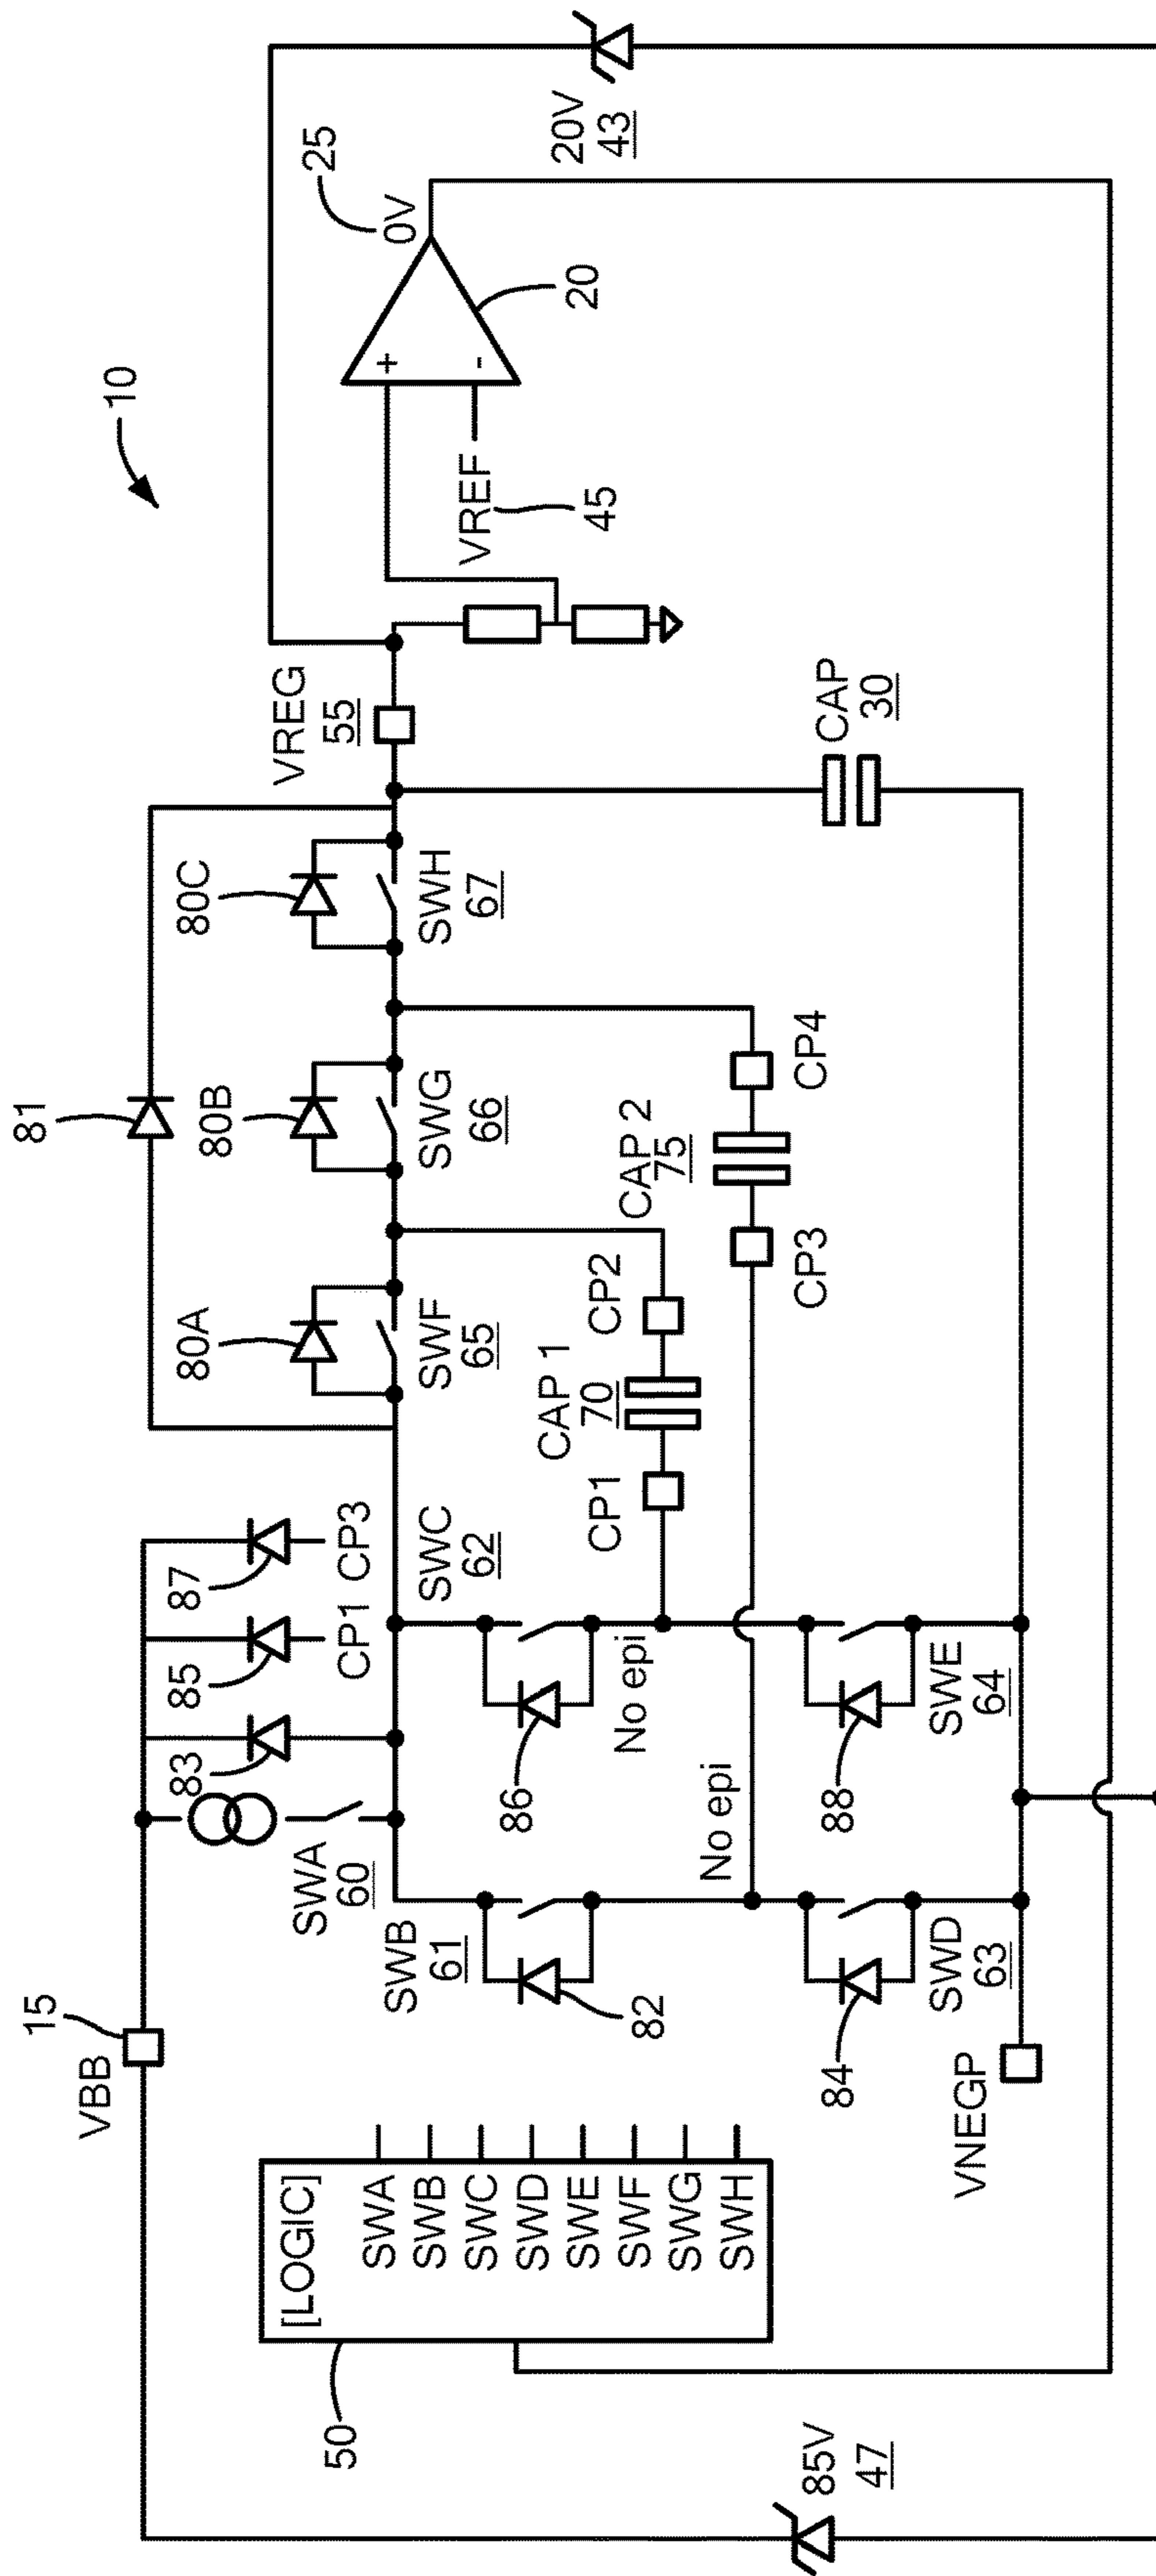 10
15
VBB
[LOGIC]
SWA
SWB
SWC
SWD
SWE
SWF
SWG
SWH
50
85V
47
SWA
60
83
85
87
CP1
CP3
SWB
61
82
SWC
62
86
No epi
No epi
SWD
63
84
SWE
64
88
VNEGP
81
80A
80B
80C
SWF
65
SWG
66
SWH
67
CP1
CAP 1
70
CP2
CP3
CAP 2
75
CP4
CAP
30
VREG
55
VREF
45
+
-
20
0V
25
20V
43